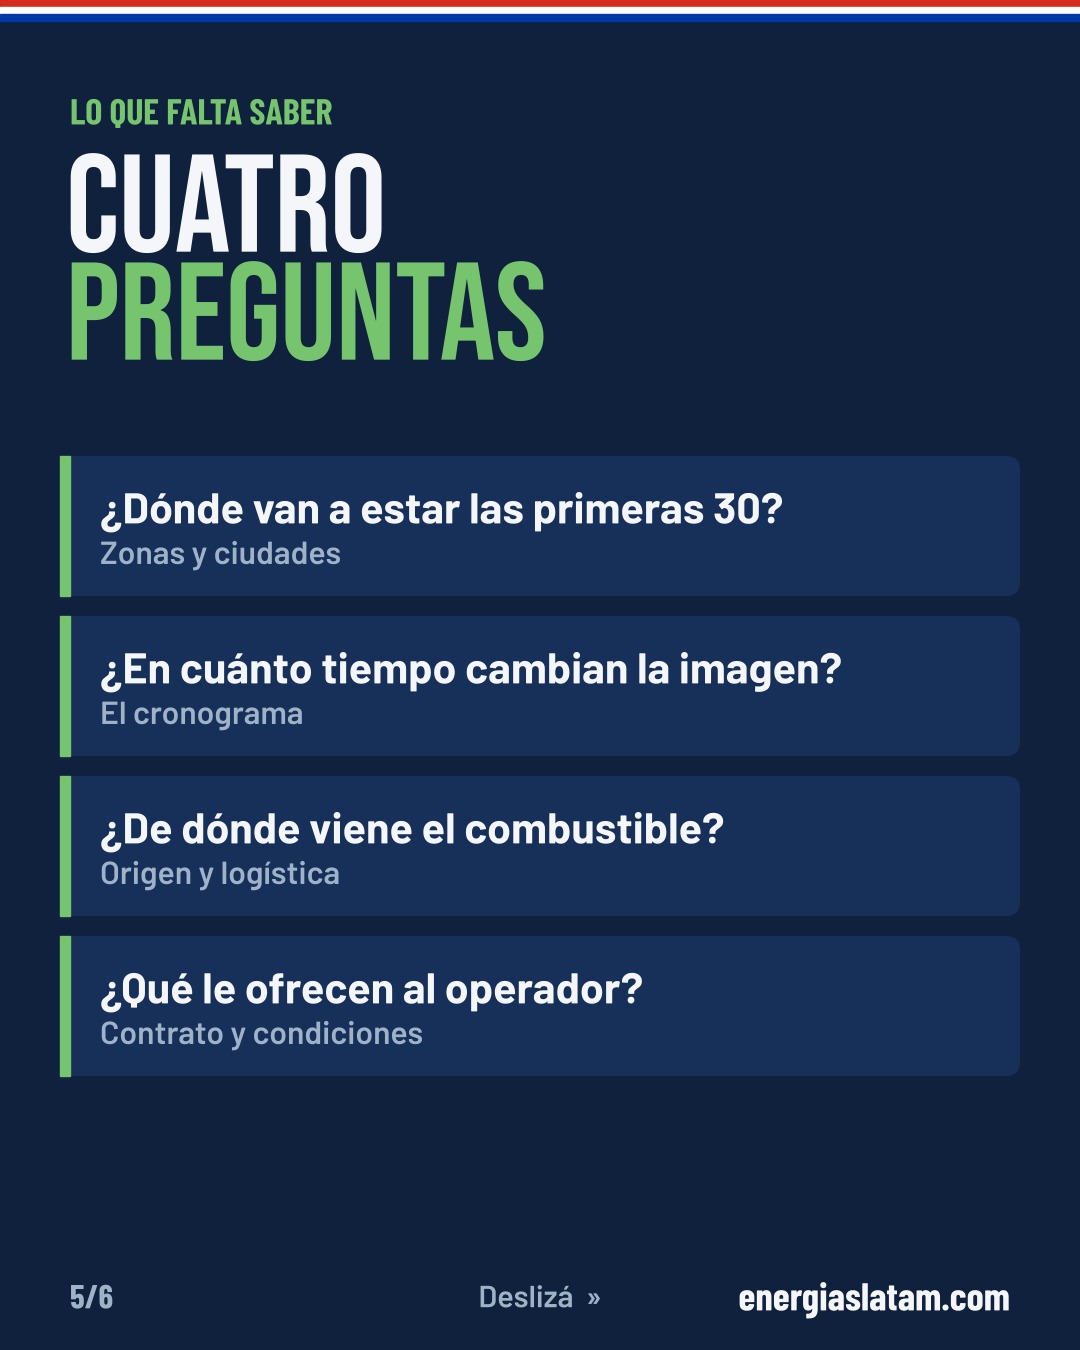 LO QUE FALTA SABER
CUATRO
PREGUNTAS
¿Dónde van a estar las primeras 30?
Zonas y ciudades
¿En cuánto tiempo cambian la imagen?
El cronograma
¿De dónde viene el combustible?
Origen y logística
¿Qué le ofrecen al operador?
Contrato y condiciones
5/6
Deslizá »
energiaslatam.com